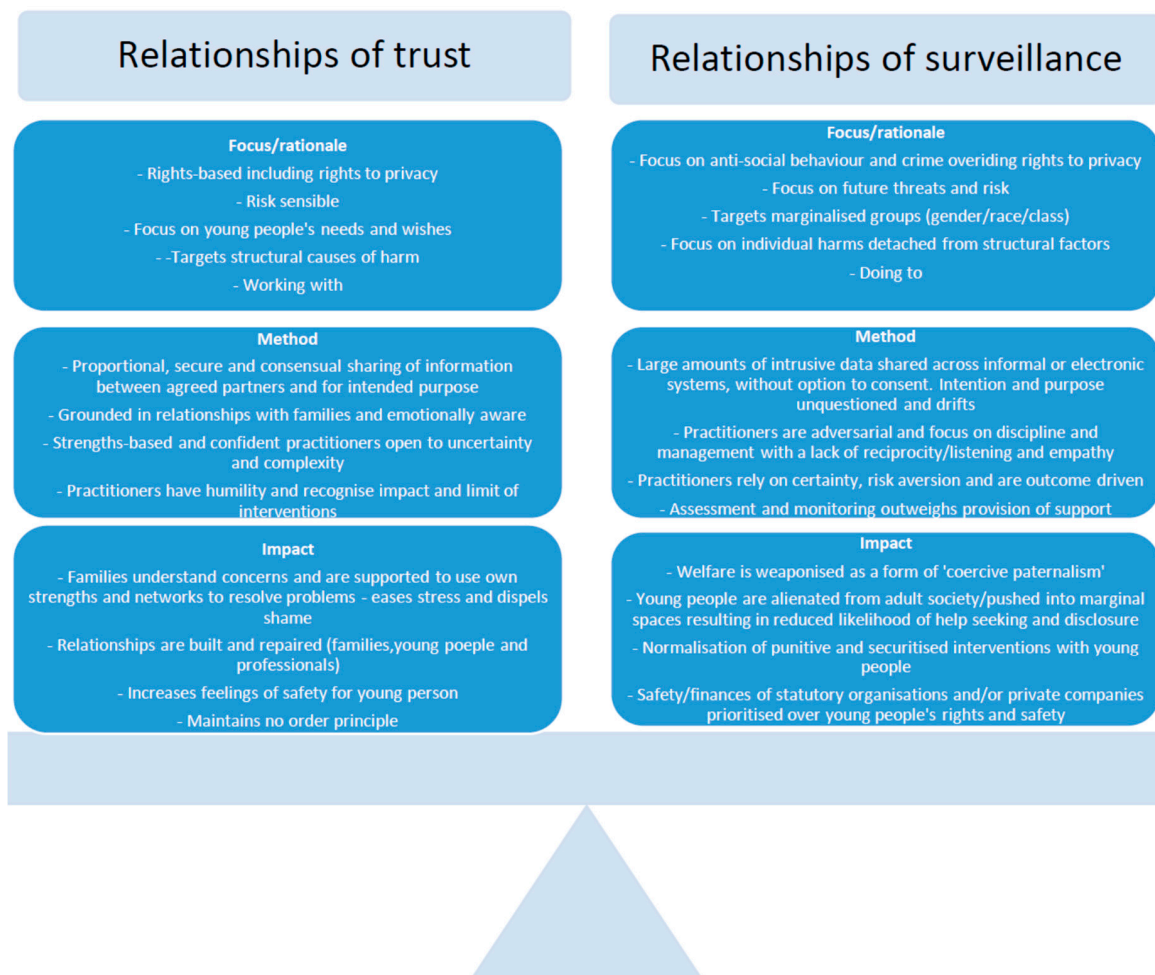 Relationships of trust
Focus/rationale
- Rights-based including rights to privacy
- Risk sensible
- Focus on young people's needs and wishes
- -Targets structural causes of harm
- Working with
Method
- Proportional, secure and consensual sharing of information
between agreed partners and for intended purpose
- Grounded in relationships with families and emotionally aware
- Strengths-based and confident practitioners open to uncertainty
and complexity
- Practitioners have humility and recognise impact and limit of
interventions
Impact
- Families understand concerns and are supported to use own
strengths and networks to resolve problems - eases stress and dispels
shame
- Relationships are built and repaired (families,young poeple and
professionals)
- Increases feelings of safety for young person
- Maintains no order principle
Relationships of surveillance
Focus/rationale
- Focus on anti-social behaviour and crime overiding rights to privacy
- Focus on future threats and risk
- Targets marginalised groups (gender/race/class)
- Focus on individual harms detached from structural factors
- Doing to
Method
- Large amounts of intrusive data shared across informal or electronic
systems, without option to consent. Intention and purpose
unquestioned and drifts
- Practitioners are adversarial and focus on discipline and
management with a lack of reciprocity/listening and empathy
- Practitioners rely on certainty, risk aversion and are outcome driven
- Assessment and monitoring outweighs provision of support
Impact
- Welfare is weaponised as a form of 'coercive paternalism'
- Young people are alienated from adult society/pushed into marginal
spaces resulting in reduced likelihood of help seeking and disclosure
- Normalisation of punitive and securitised interventions with young
people
- Safety/finances of statutory organisations and/or private companies
prioritised over young people's rights and safety